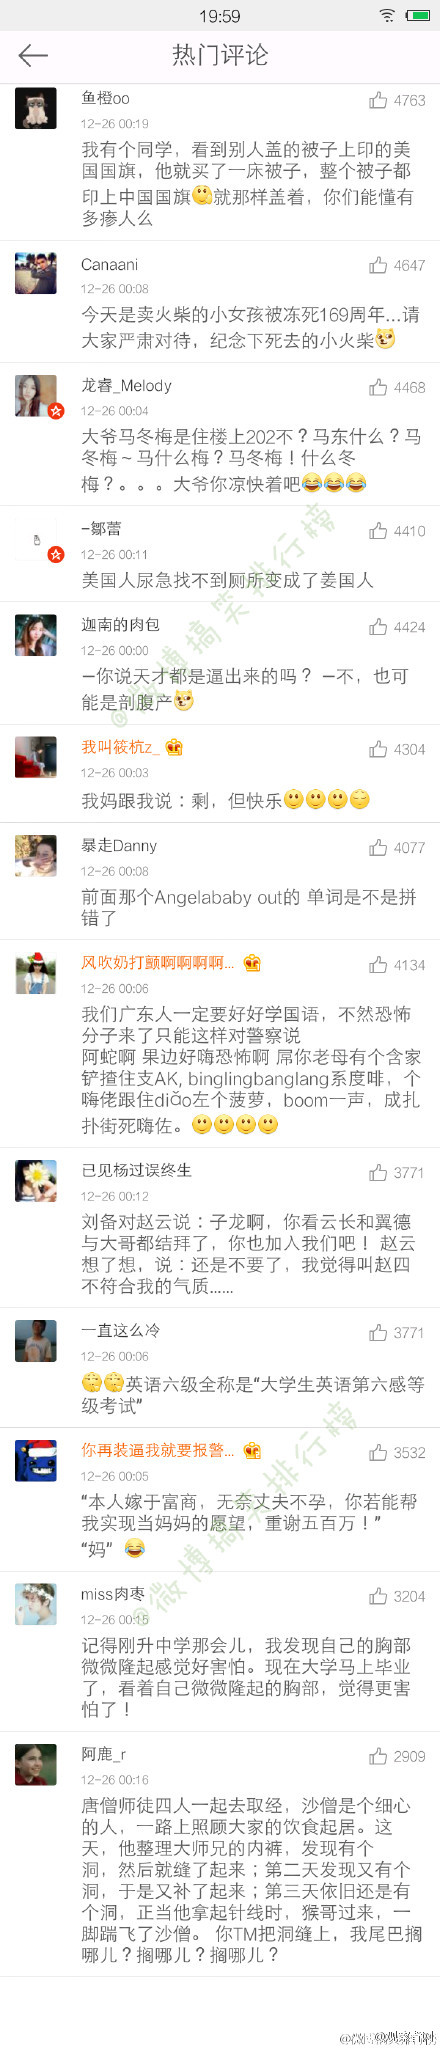 19:59
热门评论
鱼橙oo
4763
12-26 00:19
我有个同学，看到别人盖的被子上印的美
国国旗，他就买了一床被子，整个被子都
印上中国国旗🤔就那样盖着，你们能懂有
多瘆人么
Canaani
4647
12-26 00:08
今天是卖火柴的小女孩被冻死169周年...请
大家严肃对待，纪念下死去的小火柴
龙睿_Melody
4468
12-26 00:04
大爷马冬梅是住楼上202不？马东什么？马
冬梅～马什么梅？马冬梅！什么冬
梅？。。。大爷你凉快着吧😂😂😂
-邹蕾
4410
12-26 00:11
美国人尿急找不到厕所变成了姜国人
迦南的肉包
4424
12-26 00:00
—你说天才都是逼出来的吗？ —不，也可
能是剖腹产
我叫筱杭z_
4304
12-26 00:03
我妈跟我说：剩，但快乐🙂🙂🙂😌
暴走Danny
4077
12-26 00:08
前面那个Angelababy out的 单词是不是拼
错了
风吹奶打颤啊啊啊啊...
4134
12-26 00:06
我们广东人一定要好好学国语，不然恐怖
分子来了只能这样对警察说
阿蛇啊 果边好嗨恐怖啊 屌你老母有个含家
铲揸住支AK, binglingbanglang系度啡，个
嗨佬跟住diǎo左个菠萝，boom一声，成扎
扑街死嗨佐。🙂🙂🙂🙂
已见杨过误终生
3771
12-26 00:12
刘备对赵云说：子龙啊，你看云长和翼德
与大哥都结拜了，你也加入我们吧！ 赵云
想了想，说：还是不要了，我觉得叫赵四
不符合我的气质......
一直这么冷
3771
12-26 00:06
🤫🤫英语六级全称是“大学生英语第六感等
级考试”
你再装逼我就要报警...
3532
12-26 00:05
“本人嫁于富商，无奈丈夫不孕，你若能帮
我实现当妈妈的愿望，重谢五百万！”
“妈” 😂
miss肉枣
3204
12-26 00:15
记得刚升中学那会儿，我发现自己的胸部
微微隆起感觉好害怕。现在大学马上毕业
了，看着自己微微隆起的胸部，觉得更害
怕了！
阿鹿_r
2909
12-26 00:16
唐僧师徒四人一起去取经，沙僧是个细心
的人，一路上照顾大家的饮食起居。这
天，他整理大师兄的内裤，发现有个
洞，然后就缝了起来；第二天发现又有个
洞，于是又补了起来；第三天依旧还是有
个洞，正当他拿起针线时，猴哥过来，一
脚踹飞了沙僧。 你TM把洞缝上，我尾巴搁
哪儿？搁哪儿？搁哪儿？
@微博搞笑排行榜
@微博搞笑排行榜